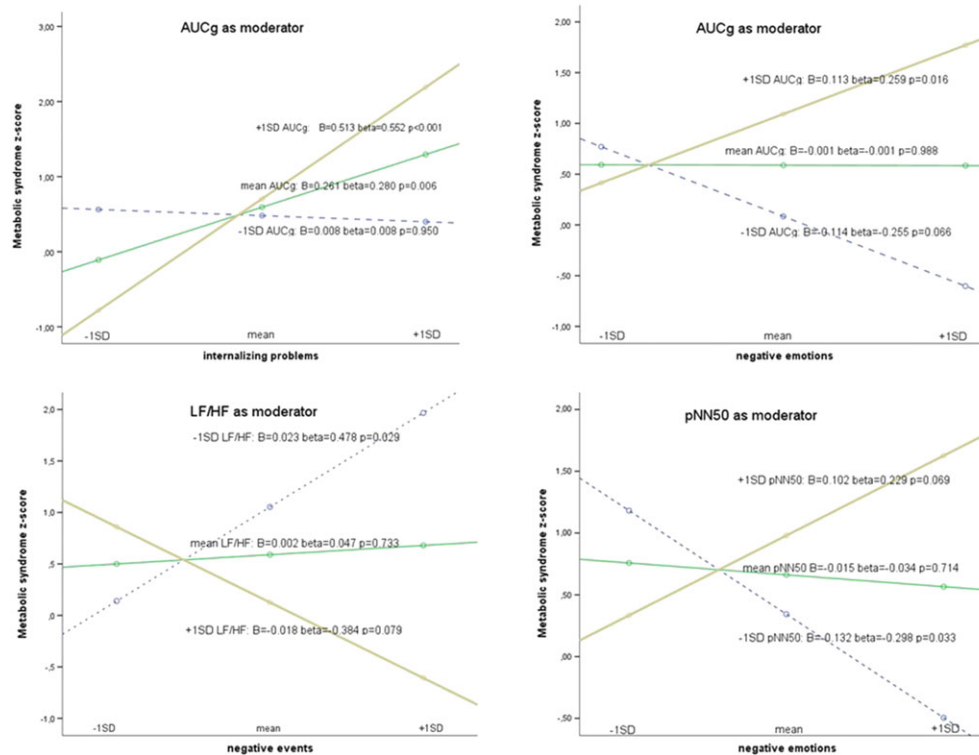 AUCg as moderator
3,00
2,00
1,00
,00
-1,00
Metabolic syndrome z-score
+1SD AUCg: B=0.513 beta=0.552 p<0.001
mean AUCg: B=0.261 beta=0.280 p=0.006
-1SD AUCg: B=0.008 beta=0.008 p=0.950
-1SD mean +1SD
internalizing problems
AUCg as moderator
2,00
1,50
1,00
,50
,00
-,50
-1,00
Metabolic syndrome z-score
+1SD AUCg: B=0.113 beta=0.259 p=0.016
mean AUCg: B=-0.001 beta=-0.001 p=0.988
-1SD AUCg: B=-0.114 beta=-0.255 p=0.066
-1SD mean +1SD
negative emotions
LF/HF as moderator
2,0
1,5
1,0
,5
,0
-,5
-1,0
Metabolic syndrome z-score
-1SD LF/HF: B=0.023 beta=0.478 p=0.029
mean LF/HF: B=0.002 beta=0.047 p=0.733
+1SD LF/HF: B=-0.018 beta=-0.384 p=0.079
-1SD mean +1SD
negative events
pNN50 as moderator
2,00
1,50
1,00
,50
,00
-,50
Metabolic syndrome z-score
+1SD pNN50: B=0.102 beta=0.229 p=0.069
mean pNN50 B=-0.015 beta=-0.034 p=0.714
-1SD pNN50: B=-0.132 beta=-0.298 p=0.033
-1SD mean +1SD
negative emotions